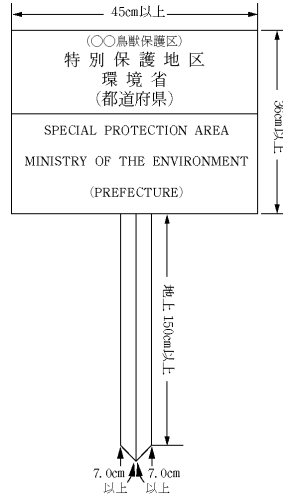 45cm以上
(○○鳥獣保護区)
特別保護地区
環境省
(都道府県)
SPECIAL PROTECTION AREA
MINISTRY OF THE ENVIRONMENT
(PREFECTURE)
36cm以上
地上150cm以上
7.0cm
以上
7.0cm
以上